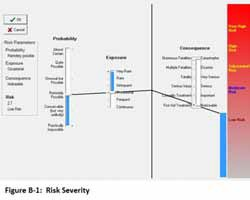 OK
Cancel
Risk Parameters
Probability
Remotely possible
Exposure
Consequence
Noticeable
Risk
2.7
Low Risk
Probability
Almost Certain
Quite Possible
Unusual but Possible
Remotely Possible
Conceivable (but very unlikely)
Practically Impossible
Exposure
Very Rare
Rare
Infrequent
Occasional
Frequent
Continuous
Consequence
Numerous Fatalities
Catastrophe
Multiple Fatalities
Disaster
Fatality
Very Serious
Serious Injury
Serious
Casualty Treatment
Important
First Aid Treatment
Noticeable
Very High Risk
High Risk
Substantial Risk
Moderate Risk
Low Risk
Figure B-1: Risk Severity